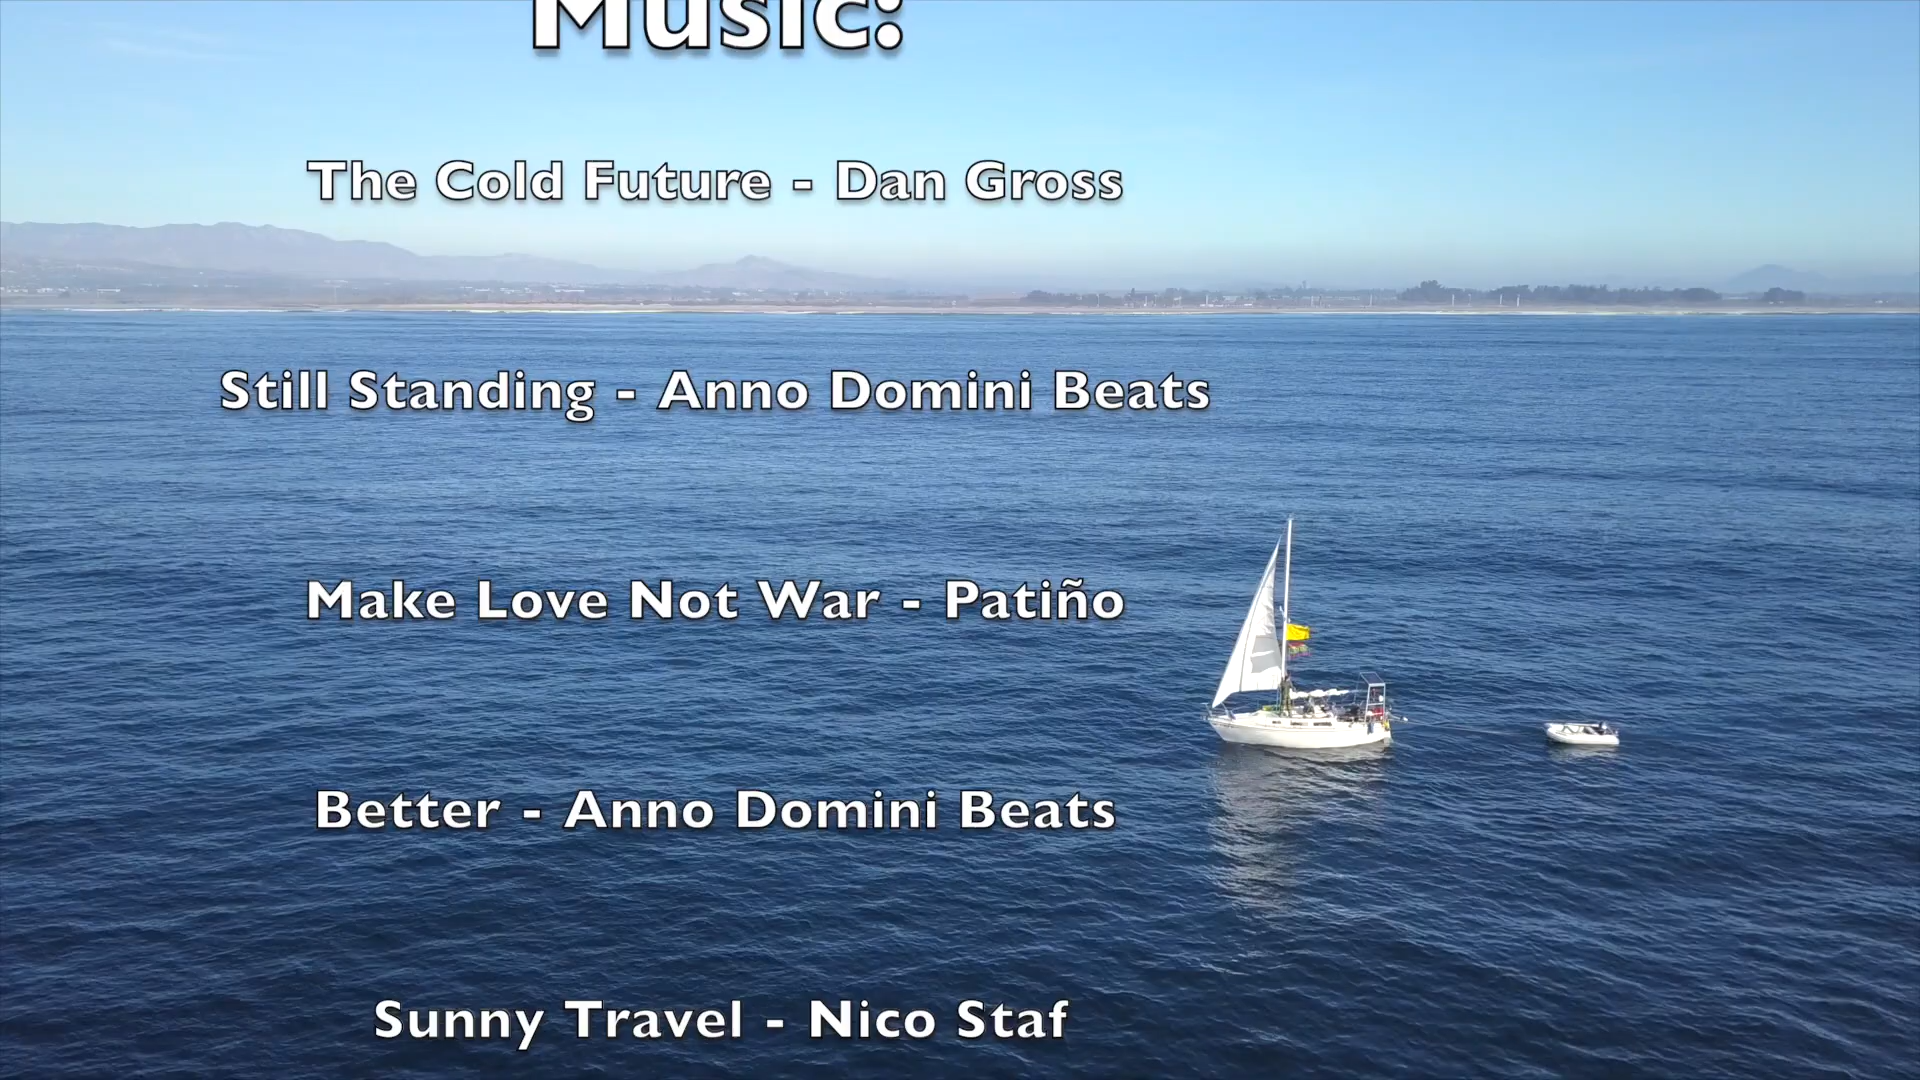 Music:
The Cold Future - Dan Gross
Still Standing - Anno Domini Beats
Make Love Not War - Patiño
Better - Anno Domini Beats
Sunny Travel - Nico Staf